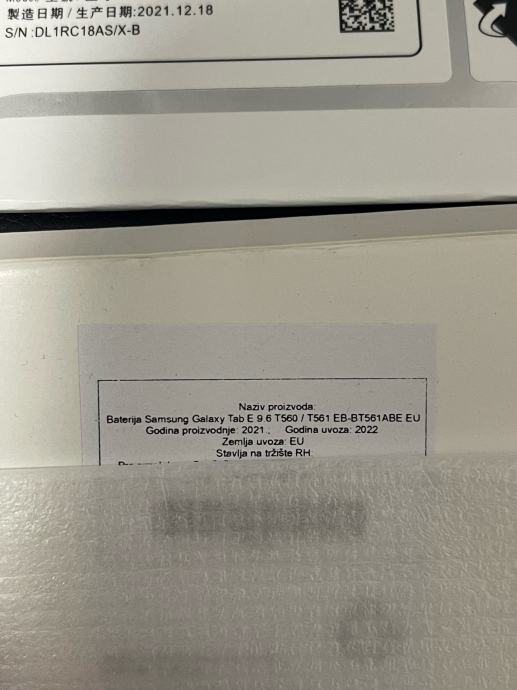 製造日期 / 生产日期:2021.12.18
S/N :DL1RC18AS/X-B
Naziv proizvoda:
Baterija Samsung Galaxy Tab E 9.6 T560 / T561 EB-BT561ABE EU
Godina proizvodnje: 2021., Godina uvoza: 2022
Zemlja uvoza: EU
Stavlja na tržište RH